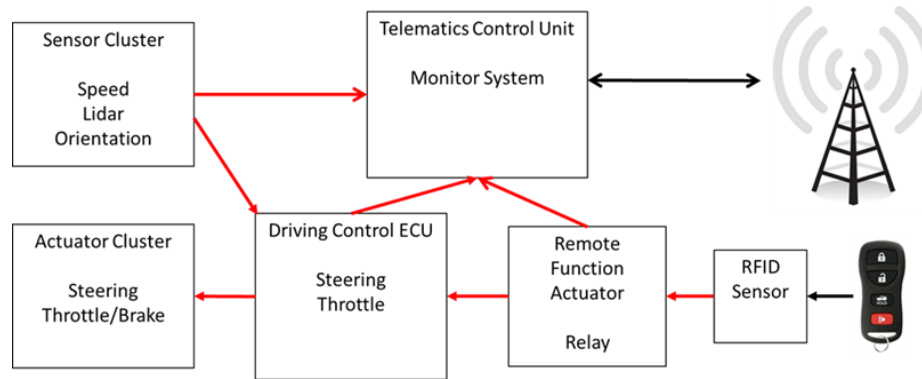 Sensor Cluster
Speed
Lidar
Orientation
Telematics Control Unit
Monitor System
Actuator Cluster
Steering
Throttle/Brake
Driving Control ECU
Steering
Throttle
Remote
Function
Actuator
Relay
RFID
Sensor